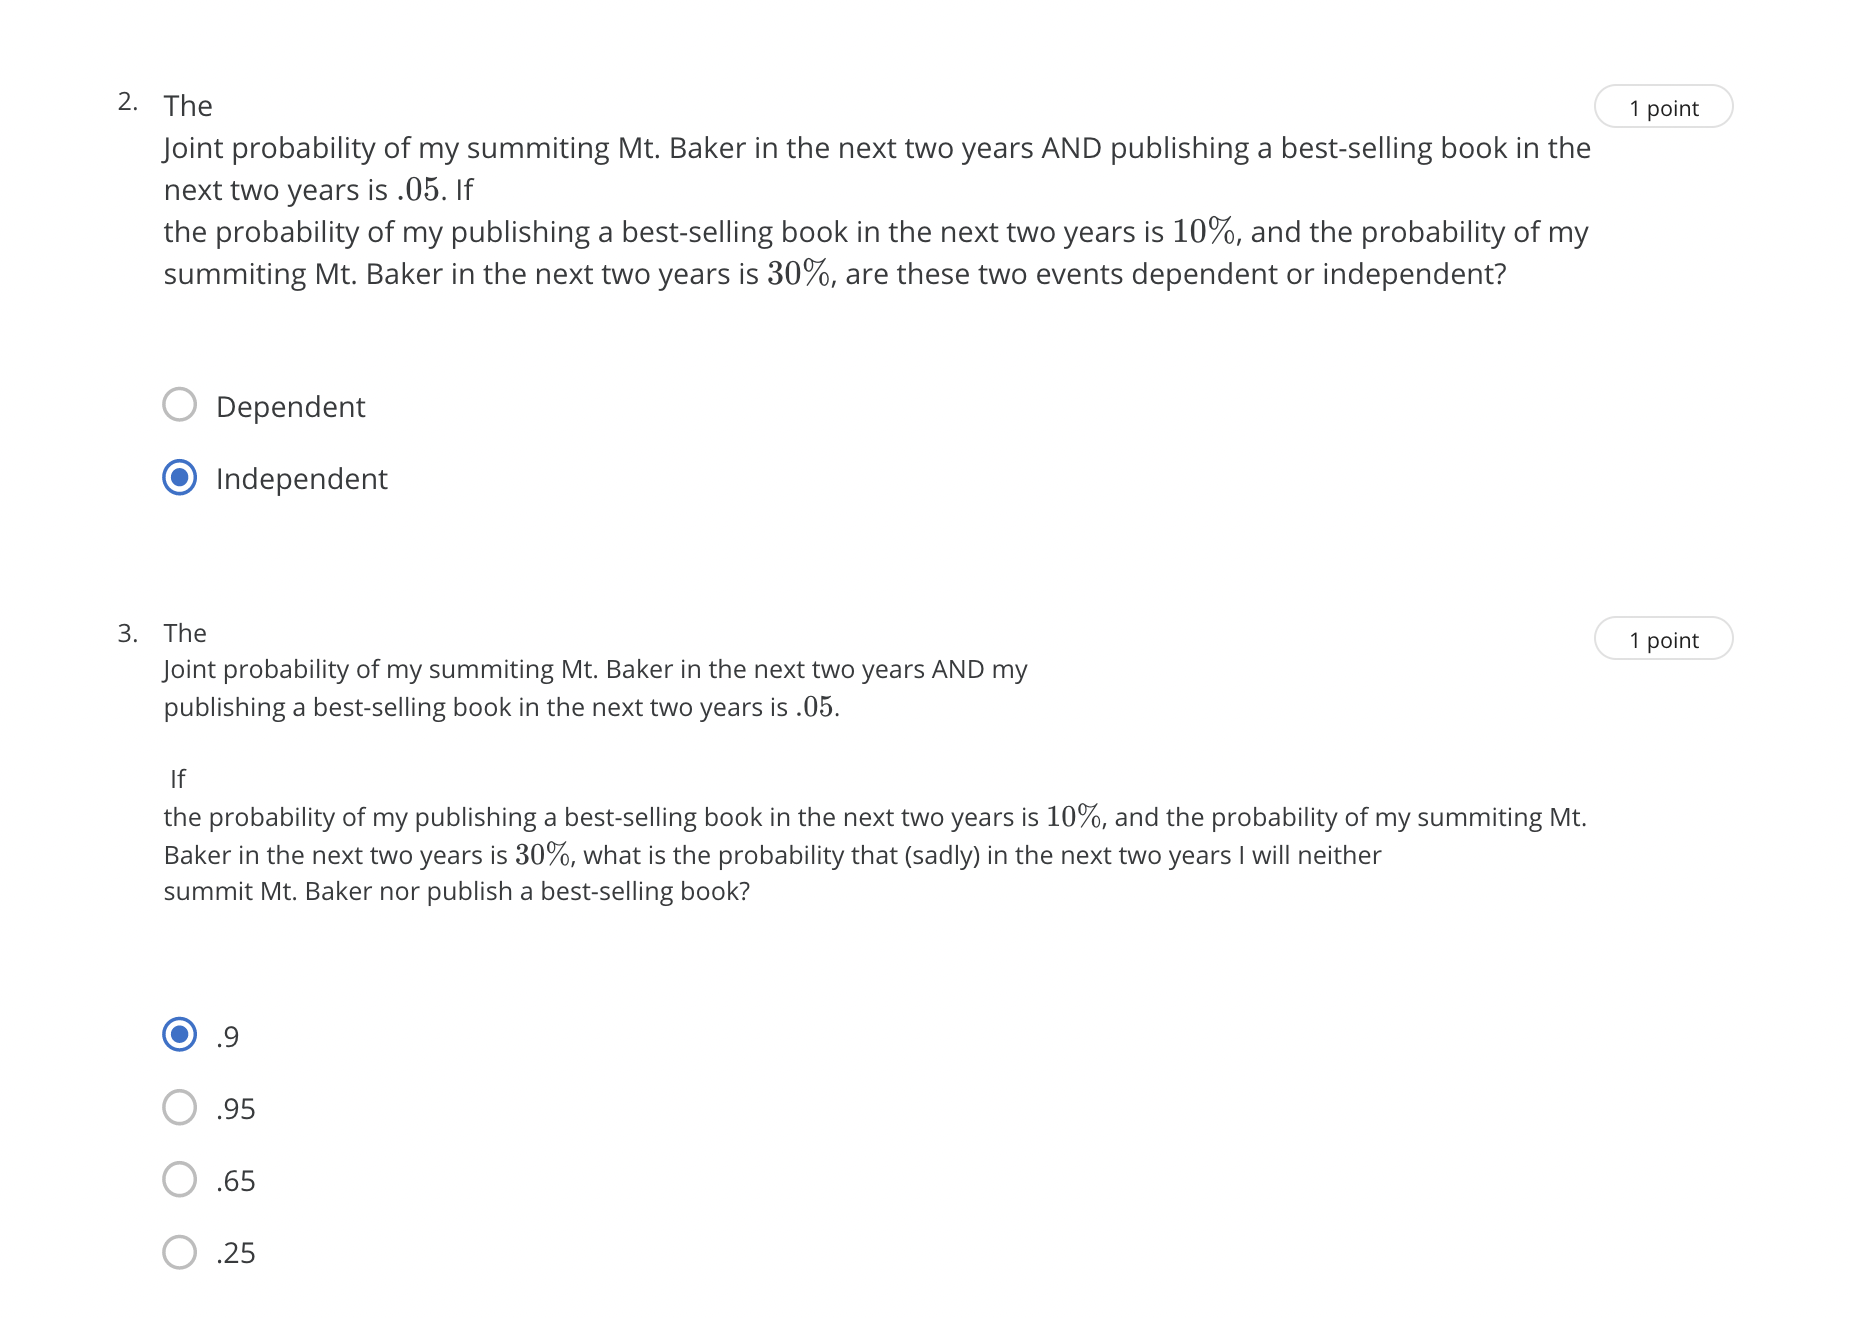 2. The
1 point
Joint probability of my summiting Mt. Baker in the next two years AND publishing a best-selling book in the
next two years is .05. If
the probability of my publishing a best-selling book in the next two years is 10%, and the probability of my
summiting Mt. Baker in the next two years is 30%, are these two events dependent or independent?
Dependent
Independent
3. The
1 point
Joint probability of my summiting Mt. Baker in the next two years AND my
publishing a best-selling book in the next two years is .05.
If
the probability of my publishing a best-selling book in the next two years is 10%, and the probability of my summiting Mt.
Baker in the next two years is 30%, what is the probability that (sadly) in the next two years I will neither
summit Mt. Baker nor publish a best-selling book?
.9
.95
.65
.25